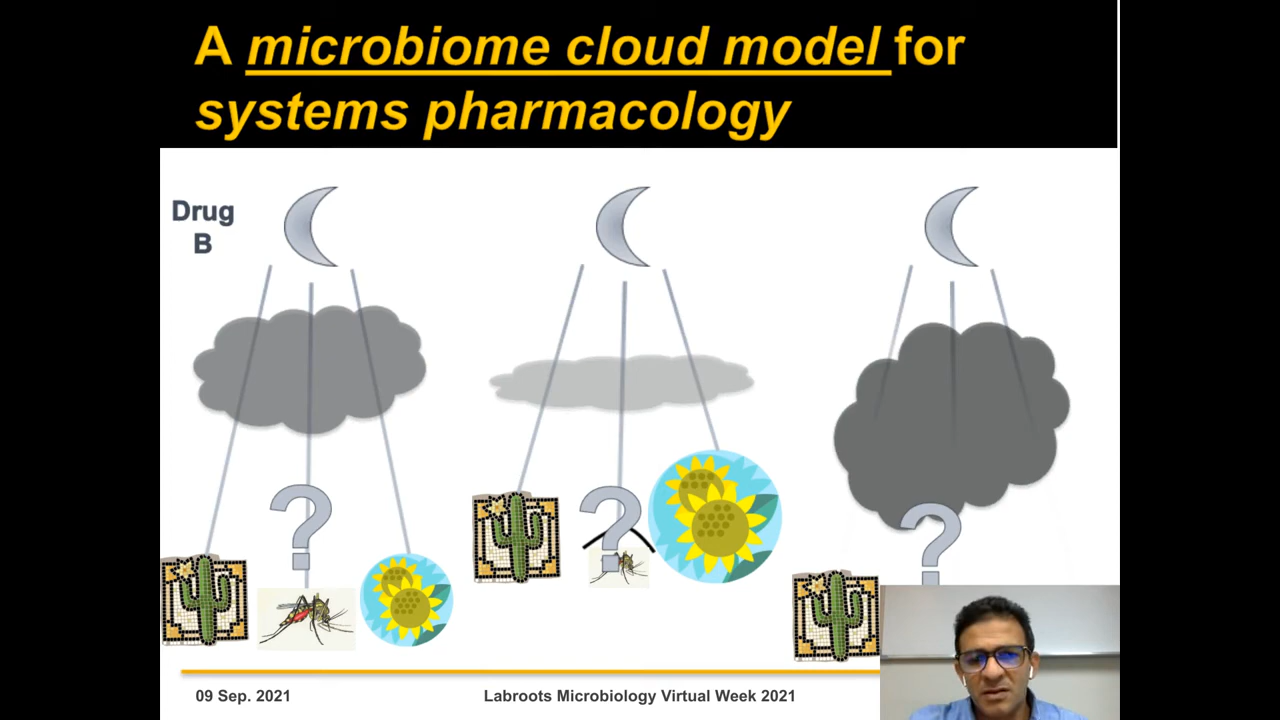 A microbiome cloud model for
systems pharmacology
Drug
B
?
?
?
09 Sep. 2021
Labroots Microbiology Virtual Week 2021